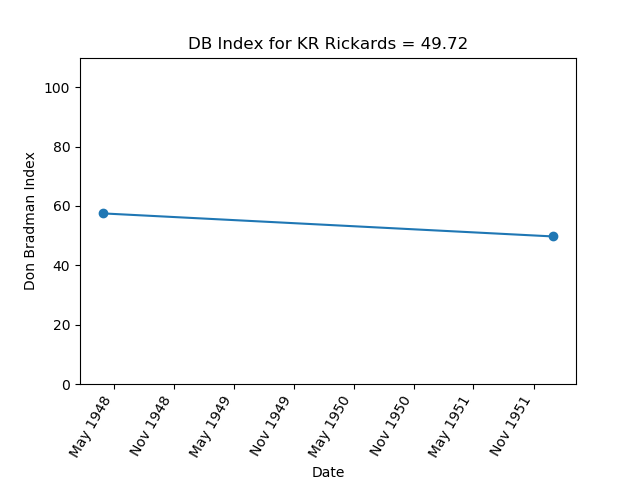 DB Index for KR Rickards = 49.72
100
80
60
40
20
0
Don Bradman Index
May 1948
Nov 1948
May 1949
Nov 1949
May 1950
Nov 1950
May 1951
Nov 1951
Date